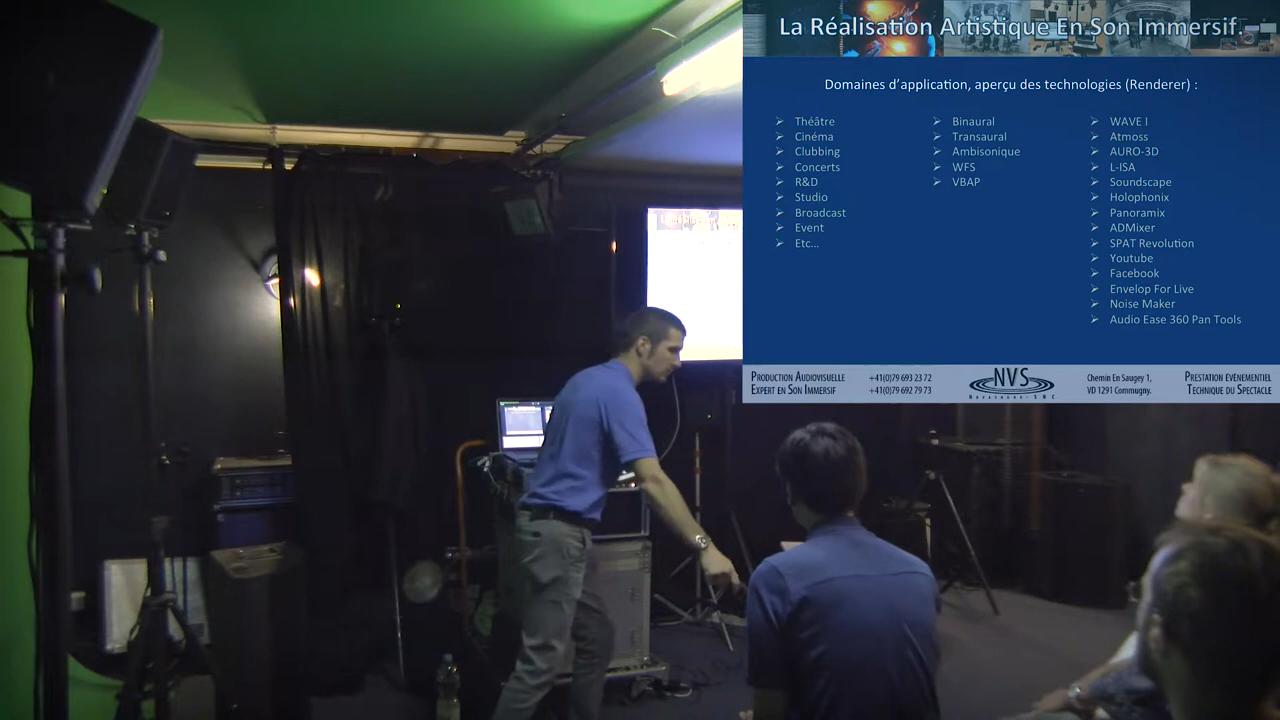 La Réalisation Artistique En Son Immersif.
Domaines d'application, aperçu des technologies (Renderer) :
Théâtre
Cinéma
Clubbing
Concerts
R&D
Studio
Broadcast
Event
Etc...
Binaural
Transaural
Ambisonique
WFS
VBAP
WAVE I
Atmoss
AURO-3D
L-ISA
Soundscape
Holophonix
Panoramix
ADMixer
SPAT Revolution
Youtube
Facebook
Envelop For Live
Noise Maker
Audio Ease 360 Pan Tools
Production Audiovisuelle
Expert en Son Immersif
+41(0)79 693 23 72
+41(0)79 692 79 73
NVS
Chemin En Saugey 1,
VD 1291 Commugny.
Prestation évènementiel
Technique du Spectacle